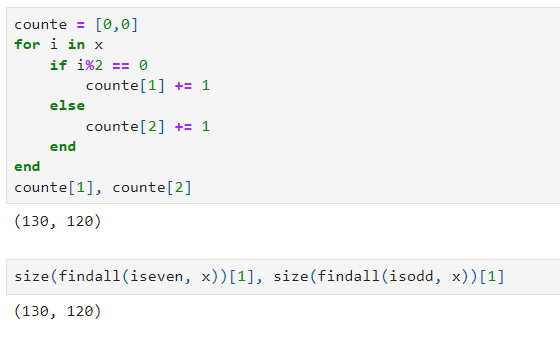 counte = [0,0]
for i in x
    if i%2 == 0
        counte[1] += 1
    else
        counte[2] += 1
    end
end
counte[1], counte[2]
(130, 120)
size(findall(iseven, x))[1], size(findall(isodd, x))[1]
(130, 120)